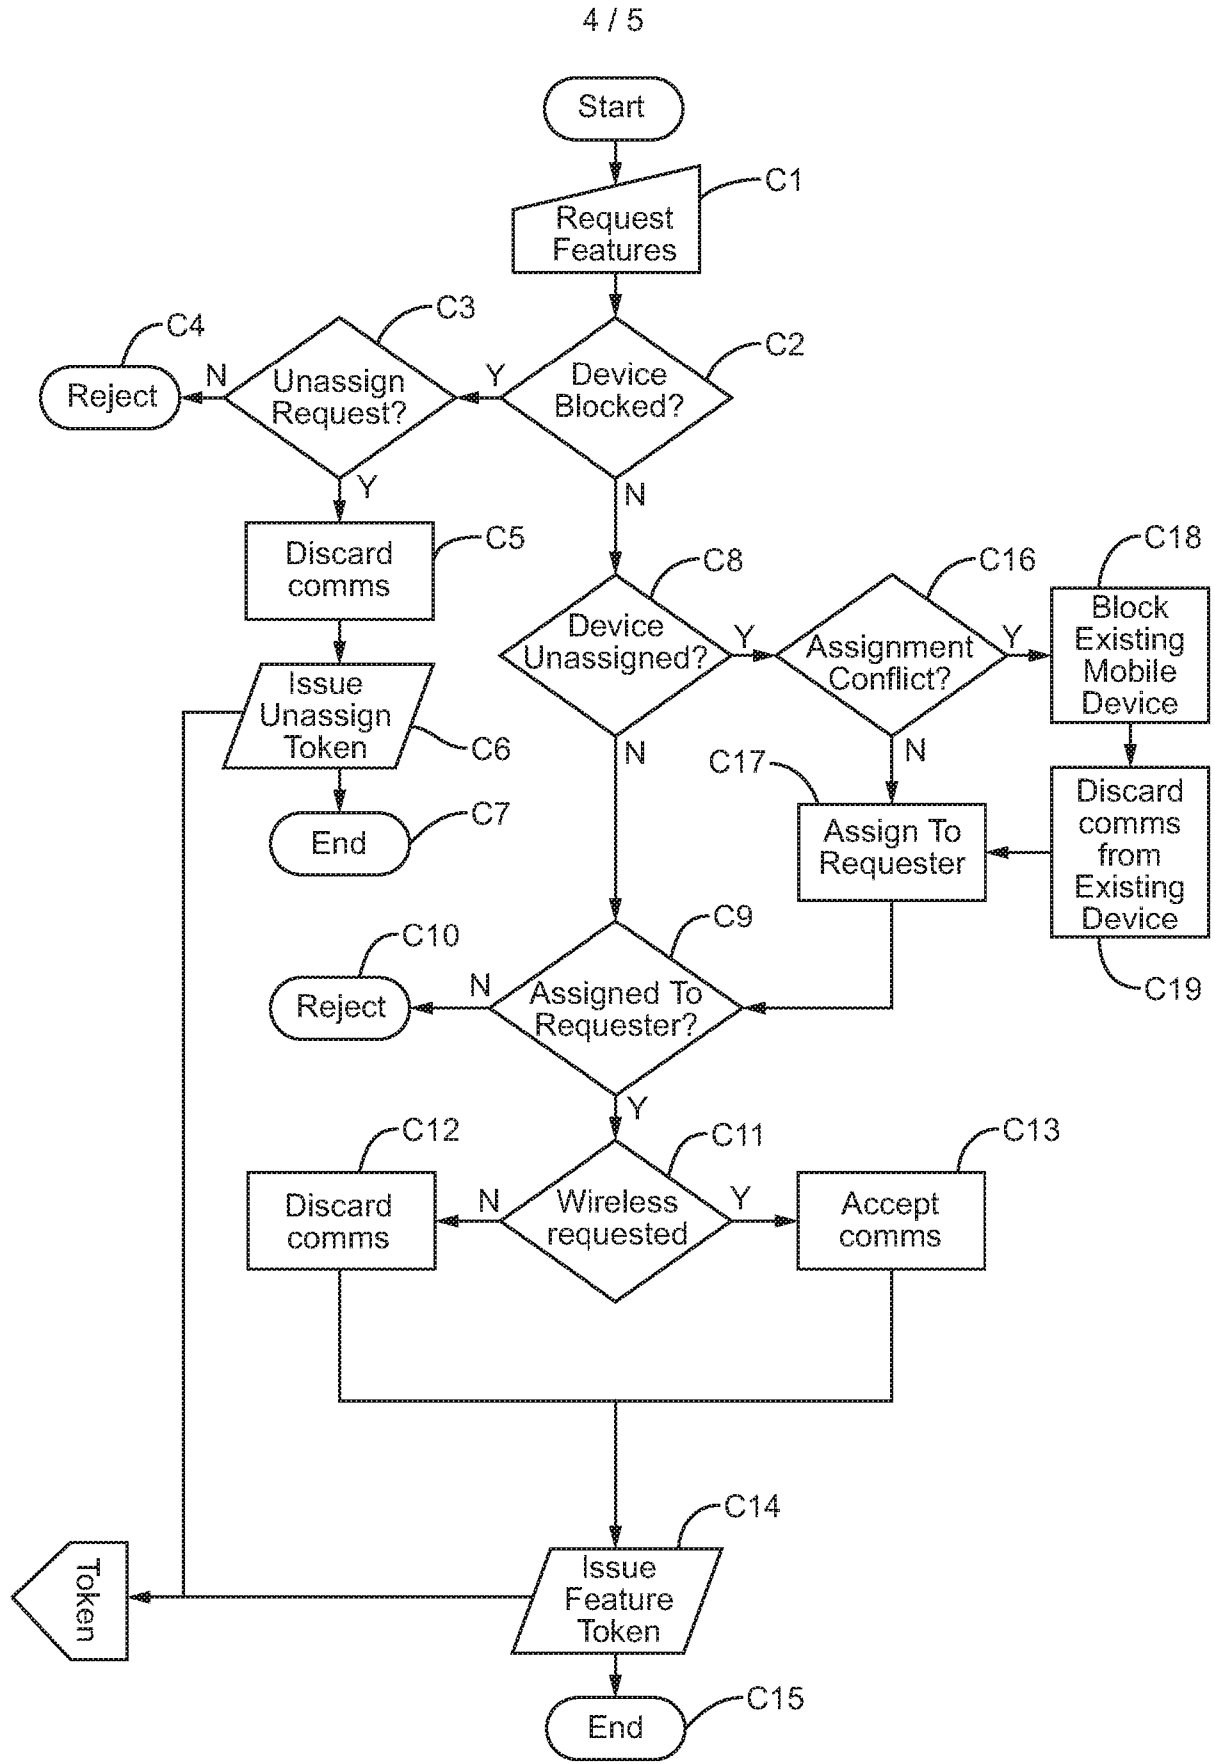 4 / 5
Start
C1
Request
Features
C3
C4
C2
N
Y
Reject
Unassign
Request?
Device
Blocked?
Y
N
C5
Discard
comms
C8
C16
C18
Device
Unassigned?
Y
Assignment
Conflict?
Y
Block
Existing
Mobile
Device
Issue
Unassign
Token
C6
N
N
C17
C7
End
Assign To
Requester
Discard
comms
from
Existing
Device
C9
C10
N
Reject
Assigned To
Requester?
C19
Y
C12
C11
C13
N
Y
Discard
comms
Wireless
requested
Accept
comms
C14
Token
Issue
Feature
Token
C15
End